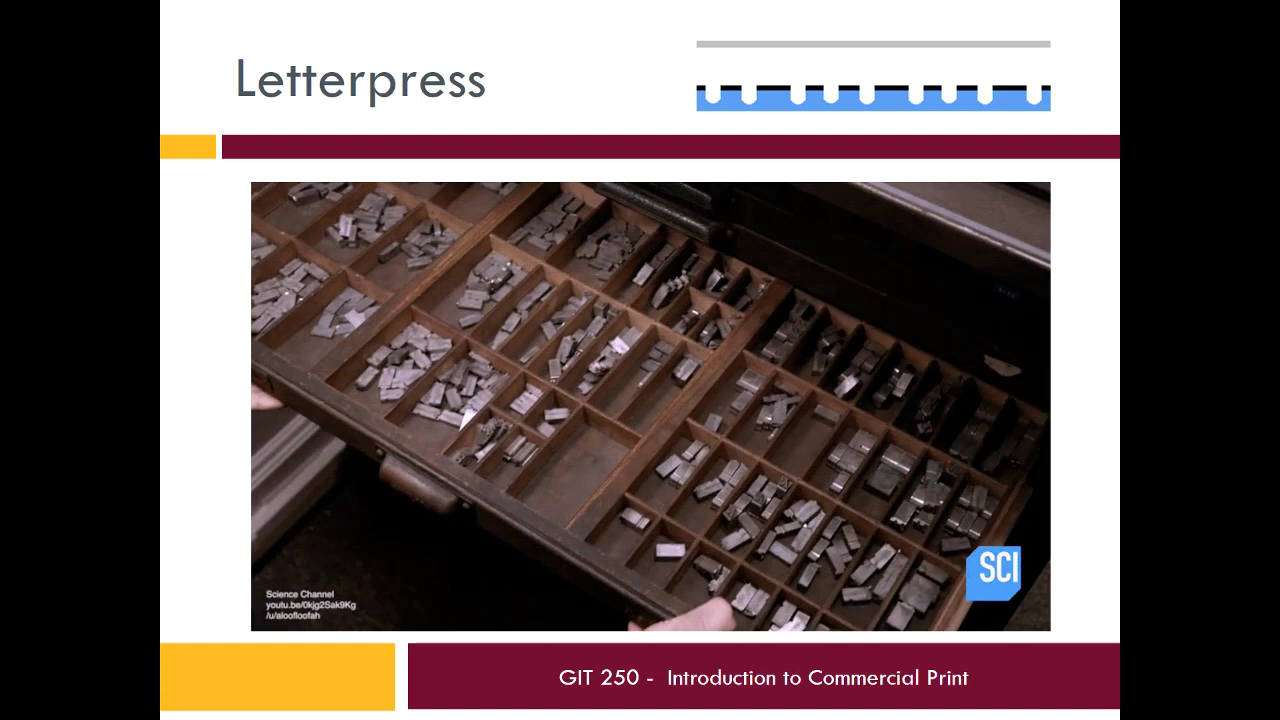 Letterpress
SCI
Science Channel
youtu.be/0kjg2Sak9Kg
/u/aloofloofah
GIT 250 - Introduction to Commercial Print